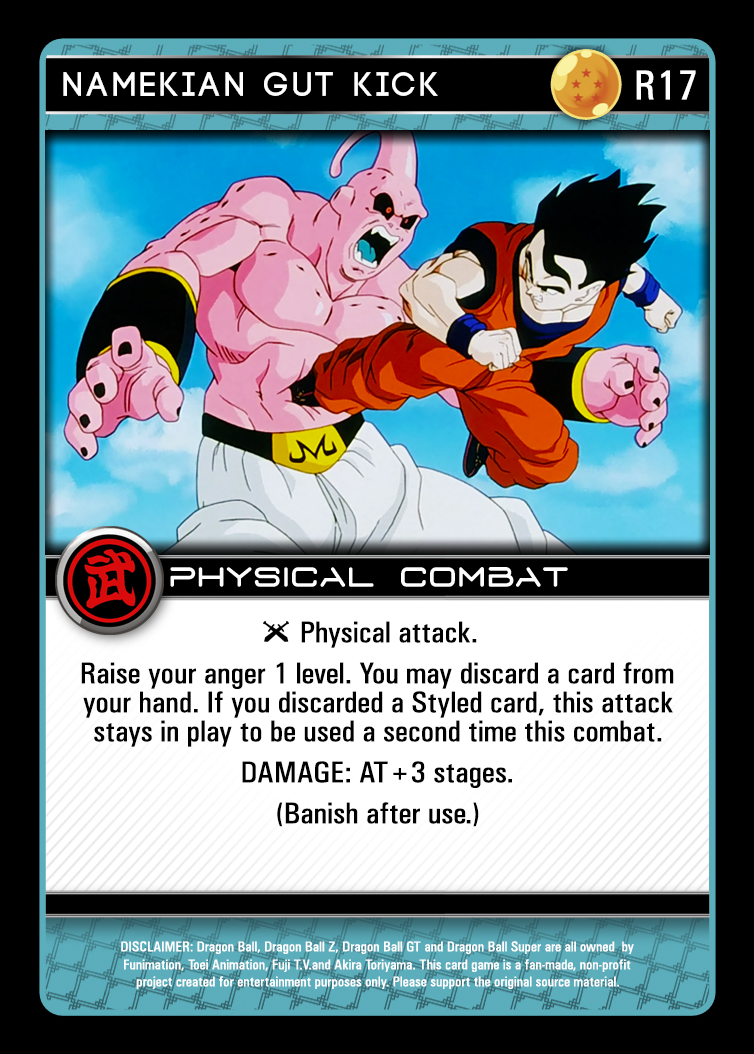 NAMEKIAN GUT KICK R17
M
武
PHYSICAL COMBAT
Physical attack.
Raise your anger 1 level. You may discard a card from
your hand. If you discarded a Styled card, this attack
stays in play to be used a second time this combat.
DAMAGE: AT+3 stages.
(Banish after use.)
DISCLAIMER: Dragon Ball, Dragon Ball Z, Dragon Ball GT and Dragon Ball Super are all owned by
Funimation, Toei Animation, Fuji T.V.and Akira Toriyama. This card game is a fan-made, non-profit
project created for entertainment purposes only. Please support the original source material.